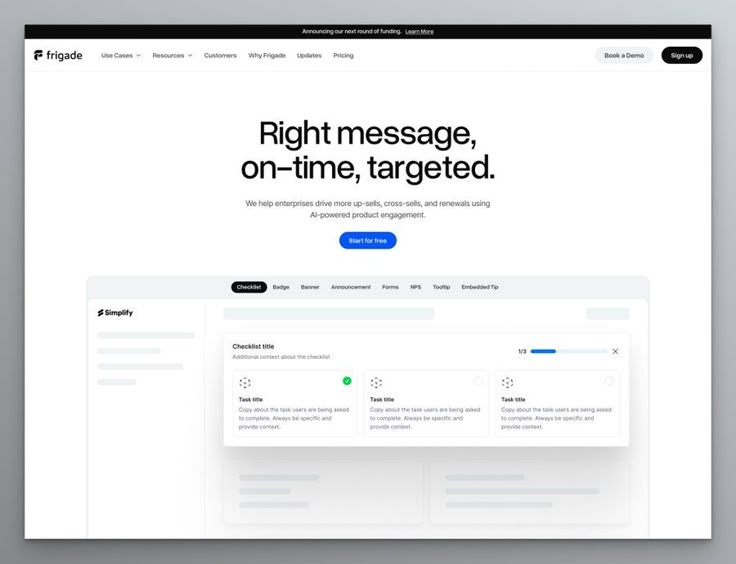 Announcing our next round of funding. Learn More
frigade Use Cases Resources Customers Why Frigade Updates Pricing Book a Demo Sign up
Right message,
on-time, targeted.
We help enterprises drive more up-sells, cross-sells, and renewals using
AI-powered product engagement.
Start for free
Checklist Badge Banner Announcement Forms NPS Tooltip Embedded Tip
Simplify
Checklist title
Additional context about the checklist
1/3
Task title
Copy about the task users are being asked
to complete. Always be specific and
provide context.
Task title
Copy about the task users are being asked
to complete. Always be specific and
provide context.
Task title
Copy about the task users are being asked
to complete. Always be specific and
provide context.